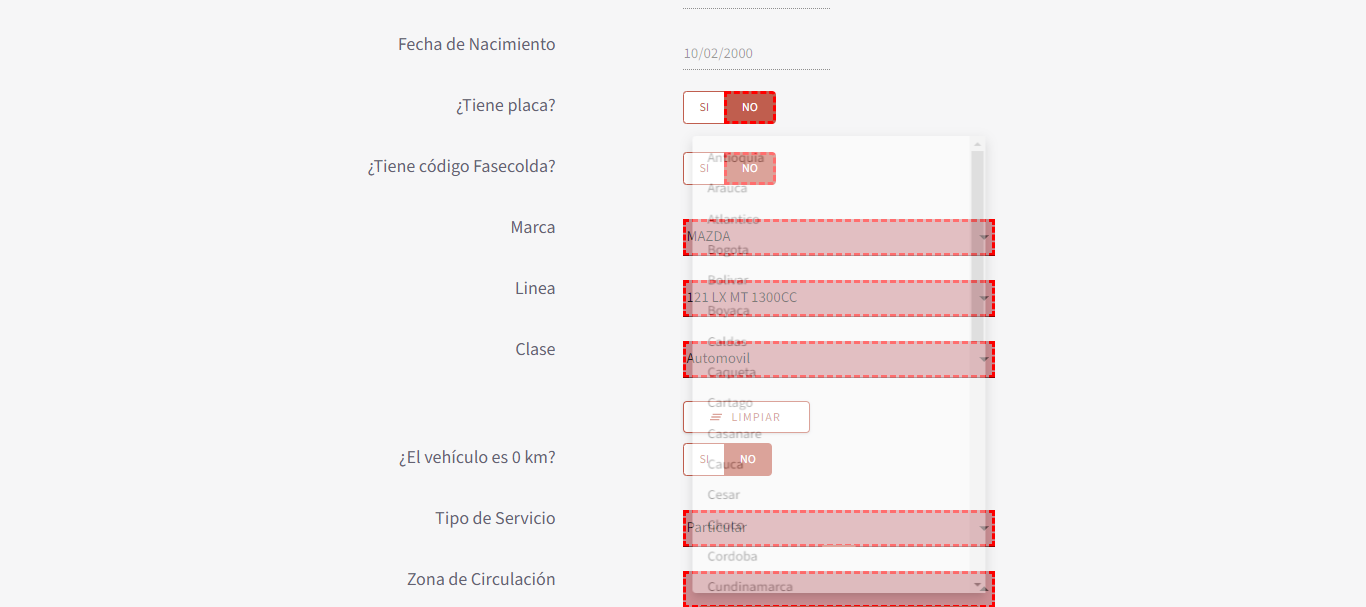 Fecha de Nacimiento
10/02/2000
¿Tiene placa?
SI NO
Antioquia
¿Tiene código Fasecolda?
SI NO
Arauca
Atlantico
Marca
MAZDA
Bogota
Bolivar
Linea
121 LX MT 1300CC
Boyaca
Caldas
Clase
Automovil
Caqueta
Cartago
LIMPIAR
Casanare
¿El vehículo es 0 km?
SI NO
Cauca
Cesar
Tipo de Servicio
Particular
Choco
Cordoba
Zona de Circulación
Cundinamarca